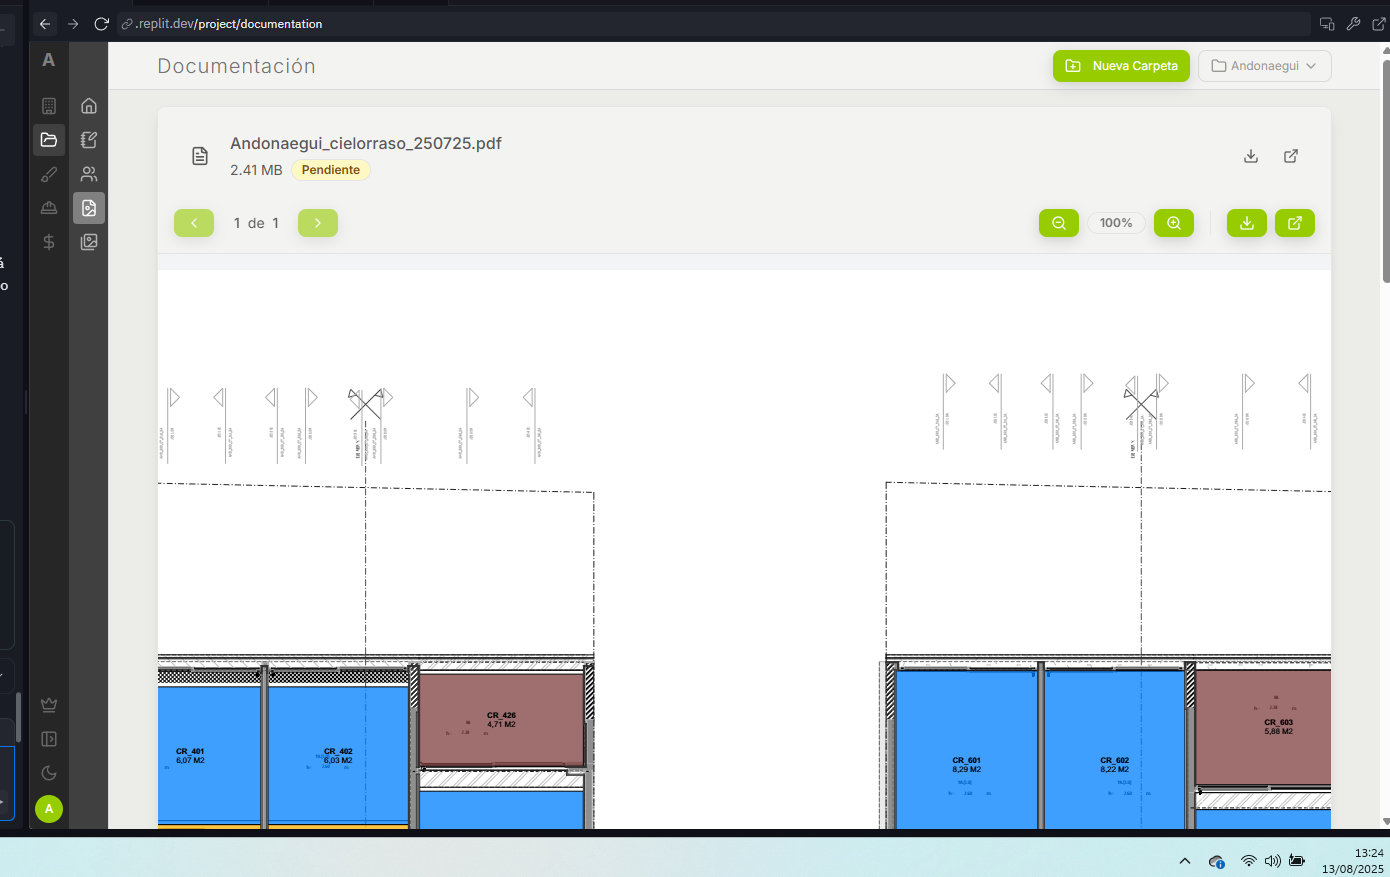 .replit.dev/project/documentation
A
Documentación
Nueva Carpeta
Andonaegui
Andonaegui_cielorraso_250725.pdf
2.41 MB
Pendiente
1 de 1
100%
á
o
CR_426
4,71 M2
CR_603
5,88 M2
CR_401
6,07 M2
CR_402
6,03 M2
CR_601
8,29 M2
CR_602
8,22 M2
A
13:24
13/08/2025